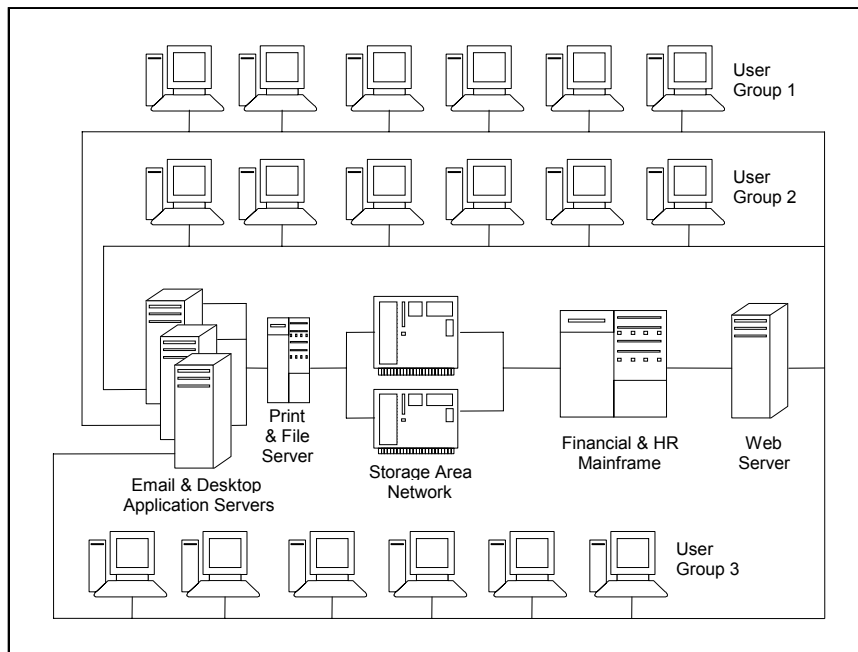 User
Group 1
User
Group 2
Print
& File
Server
Storage Area
Network
Financial & HR
Mainframe
Web
Server
Email & Desktop
Application Servers
User
Group 3